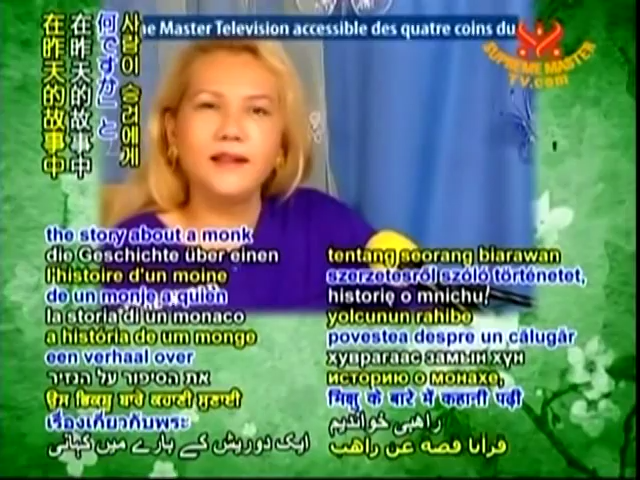 he Master Television accessible des quatre coins du
SUPREME MASTER
TV.com
사람이 승려에게
何ですか」と
在昨天的故事中
在昨天的故事中
the story about a monk
die Geschichte über einen
l'histoire d'un moine
de un monje a quien
la storia di un monaco
a história de um monge
een verhaal over
את הסיפור על הנזיר
ਉਸ ਭਿਕਸ਼ੂ ਬਾਰੇ ਕਹਾਣੀ ਸੁਣਾਈ
เรื่องเกี่ยวกับพระ
ایک درویش کے بارے میں کہانی
tentang seorang biarawan
szerzetesről szóló történetet,
historię o mnichu,
yolcunun rahibe
povestea despre un călugăr
хуврагаас замын хүн
историю о монахе,
भिक्षु के बारे में कहानी पढ़ी
راهبی خواندیم
قرأنا قصة عن راهب